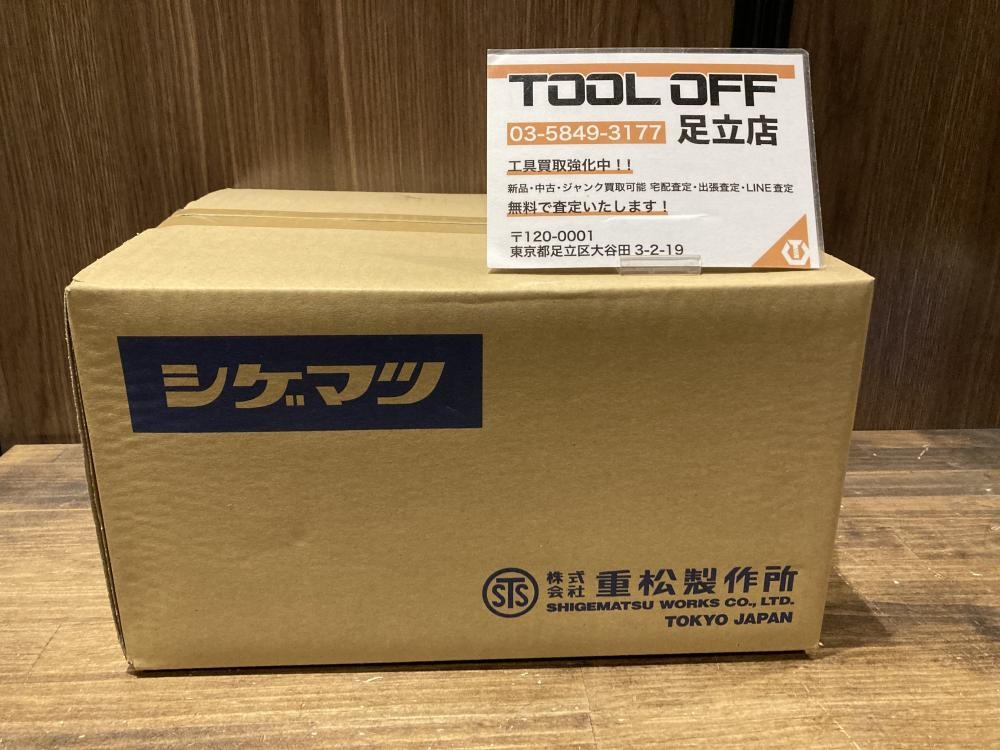 TOOL OFF
03-5849-3177 足立店
工具買取強化中!!
新品・中古・ジャンク買取可能 宅配査定・出張査定・LINE査定
無料で査定いたします!
〒120-0001
東京都足立区大谷田 3-2-19
シゲマツ
STS 株式会社 重松製作所
SHIGEMATSU WORKS CO., LTD.
TOKYO JAPAN